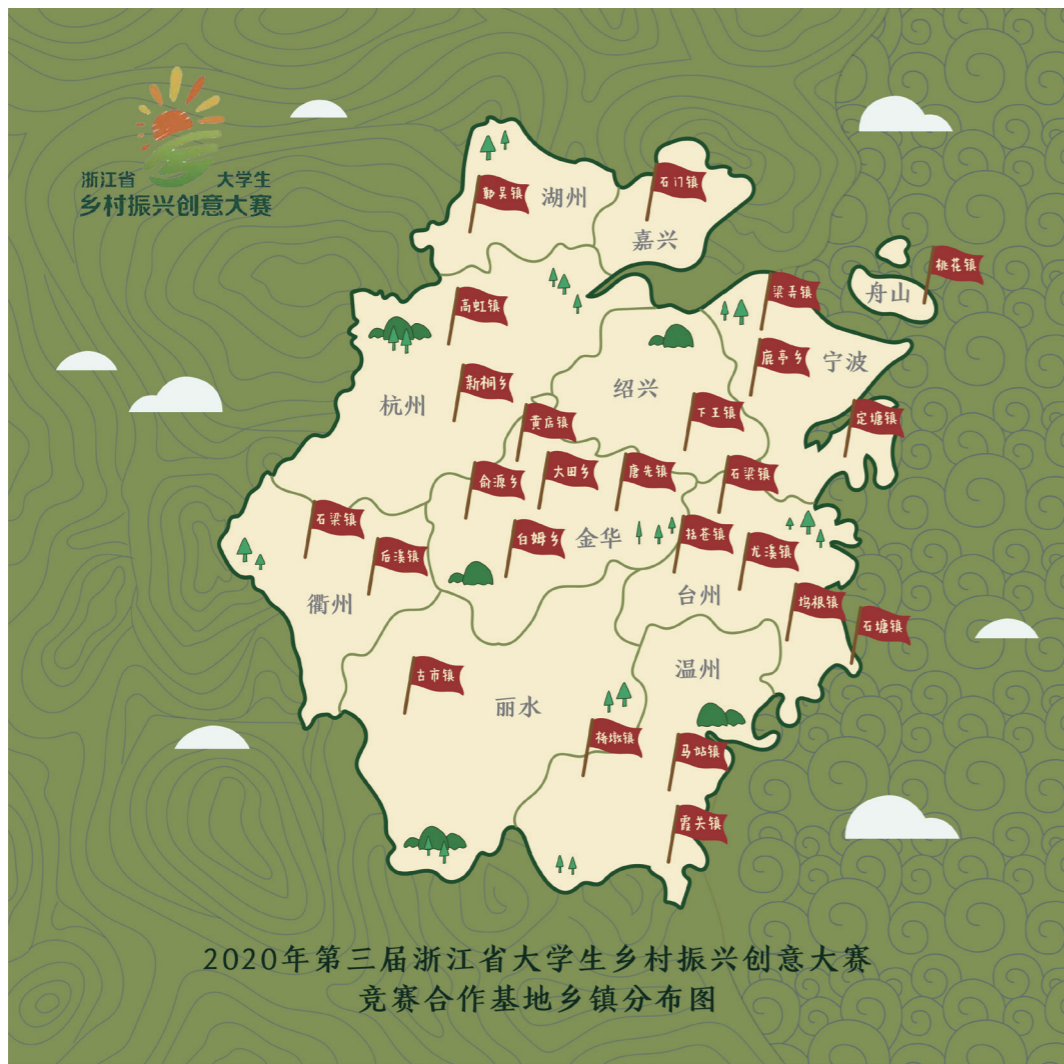 浙江省 大学生
乡村振兴创意大赛
鄣吴镇
湖州
石门镇
嘉兴
桃花镇
舟山
梁弄镇
高虹镇
鹿亭乡
宁波
新桐乡
绍兴
杭州
下王镇
定塘镇
黄店镇
俞源乡
大田乡
唐先镇
石梁镇
石梁镇
后溪镇
白姆乡
金华
括苍镇
尤溪镇
衢州
台州
坞根镇
石塘镇
古市镇
丽水
温州
杨墩镇
马站镇
霞关镇
2020年第三届浙江省大学生乡村振兴创意大赛
竞赛合作基地乡镇分布图